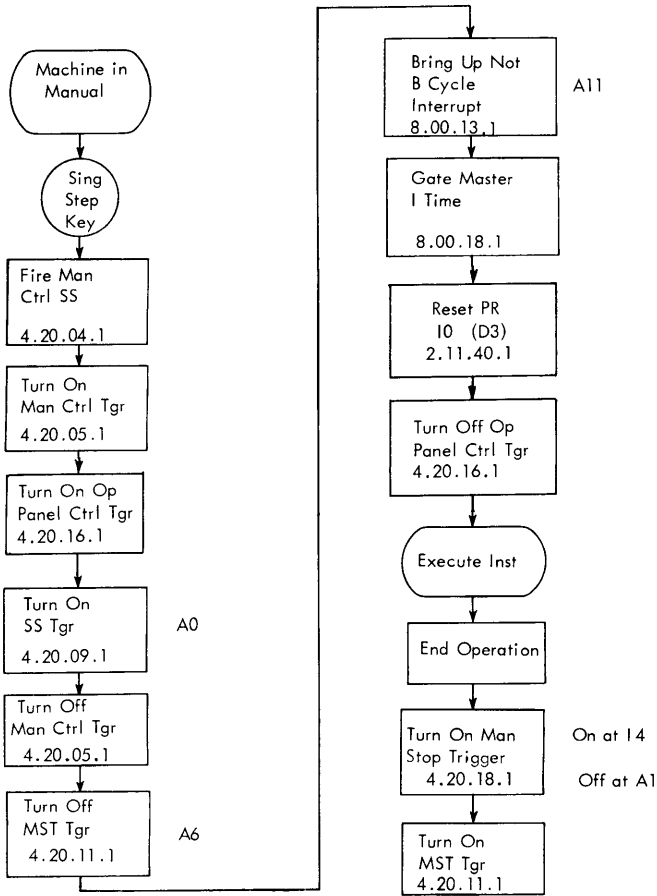 Machine in
Manual
Sing
Step
Key
Fire Man
Ctrl SS
4.20.04.1
Turn On
Man Ctrl Tgr
4.20.05.1
Turn On Op
Panel Ctrl Tgr
4.20.16.1
Turn On
SS Tgr
4.20.09.1
A0
Turn Off
Man Ctrl Tgr
4.20.05.1
Turn Off
MST Tgr
4.20.11.1
A6
Bring Up Not
B Cycle
Interrupt
8.00.13.1
A11
Gate Master
I Time
8.00.18.1
Reset PR
I0 (D3)
2.11.40.1
Turn Off Op
Panel Ctrl Tgr
4.20.16.1
Execute Inst
End Operation
Turn On Man
Stop Trigger
4.20.18.1
On at I4
Off at A1
Turn On
MST Tgr
4.20.11.1